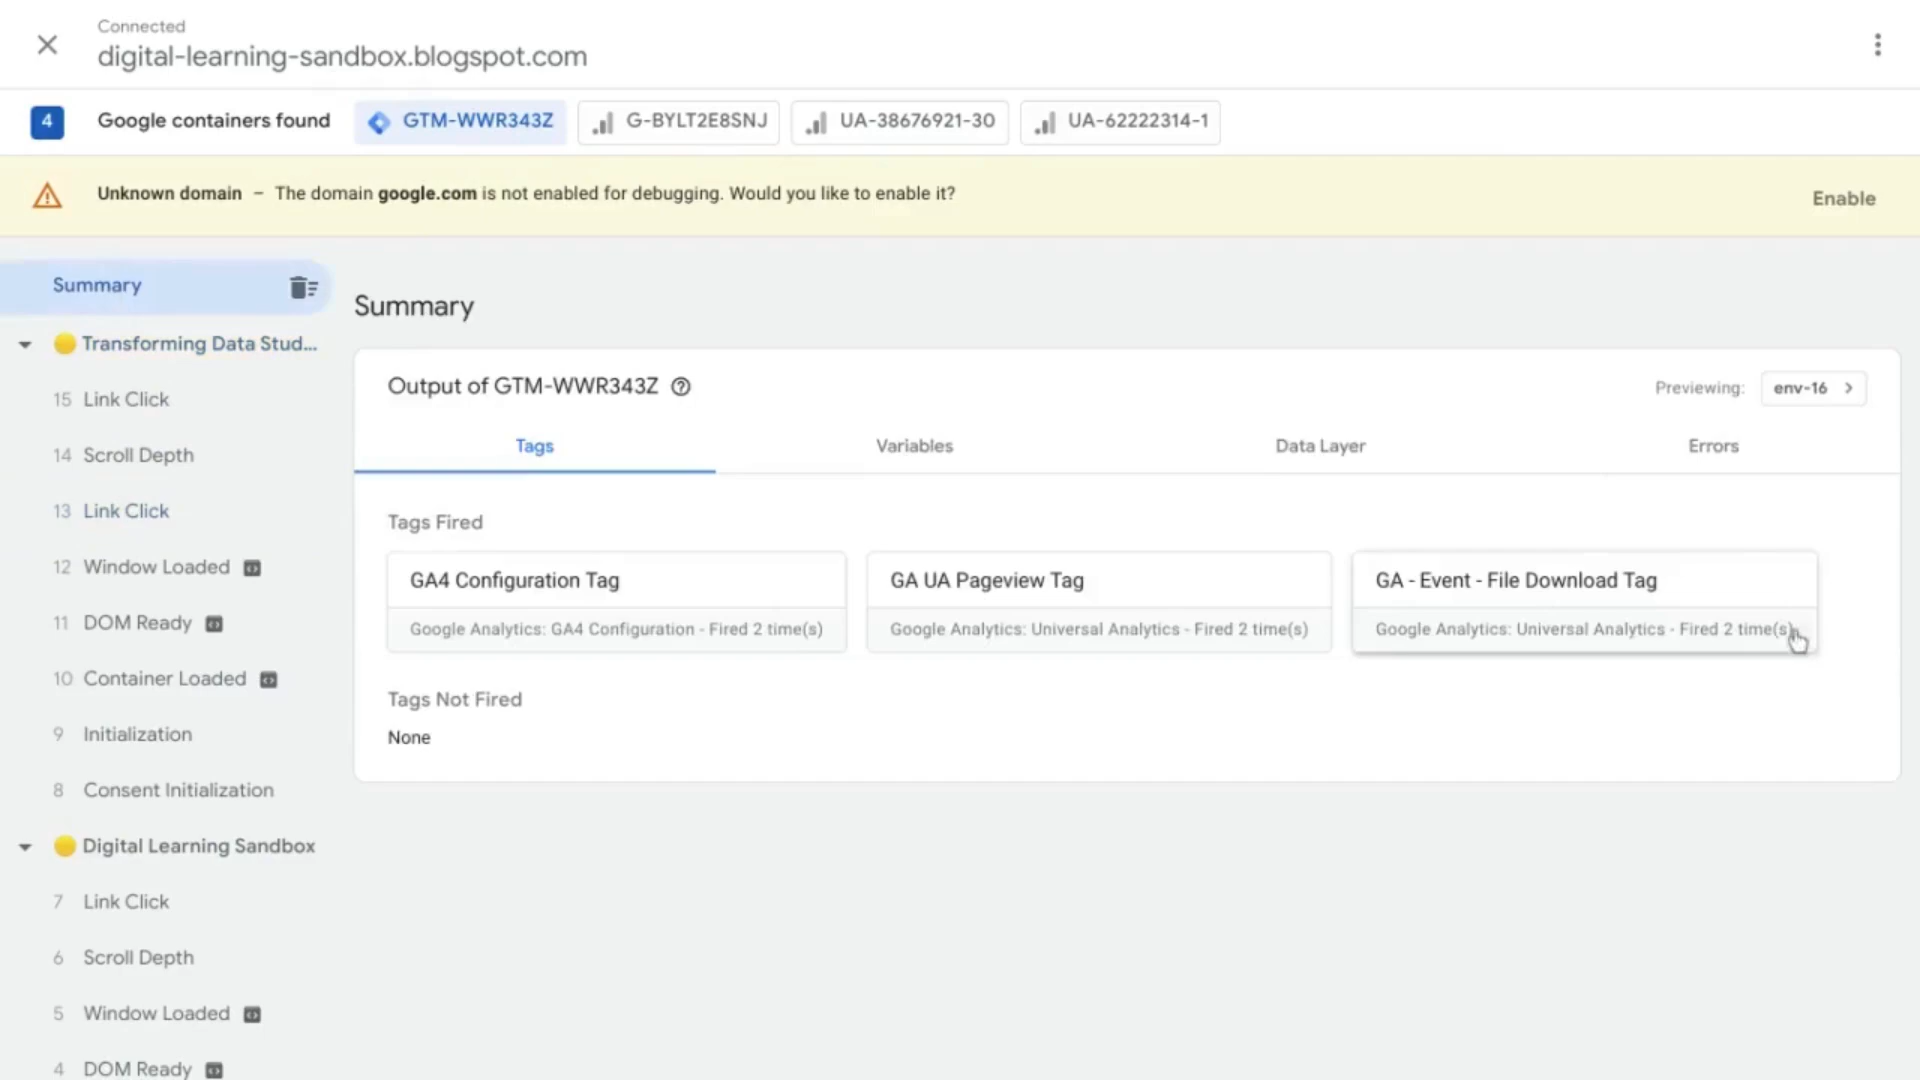 Connected
digital-learning-sandbox.blogspot.com
4 Google containers found GTM-WWR343Z G-BYLT2E8SNJ UA-38676921-30 UA-62222314-1
Unknown domain – The domain google.com is not enabled for debugging. Would you like to enable it? Enable
Summary
Transforming Data Stud...
15 Link Click
14 Scroll Depth
13 Link Click
12 Window Loaded
11 DOM Ready
10 Container Loaded
9 Initialization
8 Consent Initialization
Digital Learning Sandbox
7 Link Click
6 Scroll Depth
5 Window Loaded
4 DOM Ready
Summary
Output of GTM-WWR343Z
Previewing: env-16
Tags Variables Data Layer Errors
Tags Fired
GA4 Configuration Tag
Google Analytics: GA4 Configuration - Fired 2 time(s)
GA UA Pageview Tag
Google Analytics: Universal Analytics - Fired 2 time(s)
GA - Event - File Download Tag
Google Analytics: Universal Analytics - Fired 2 time(s)
Tags Not Fired
None